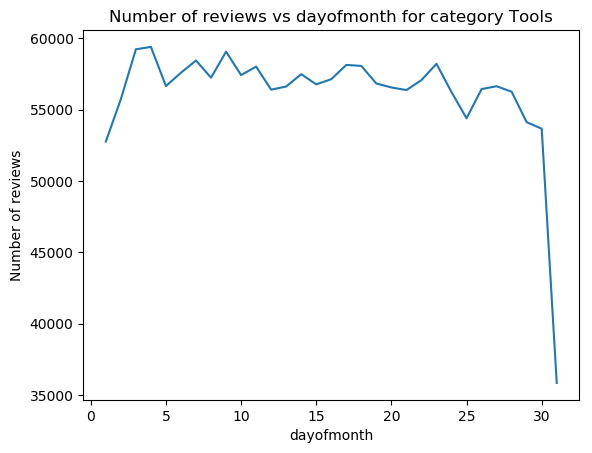 Number of reviews vs dayofmonth for category Tools
Number of reviews
60000
55000
50000
45000
40000
35000
0 5 10 15 20 25 30
dayofmonth